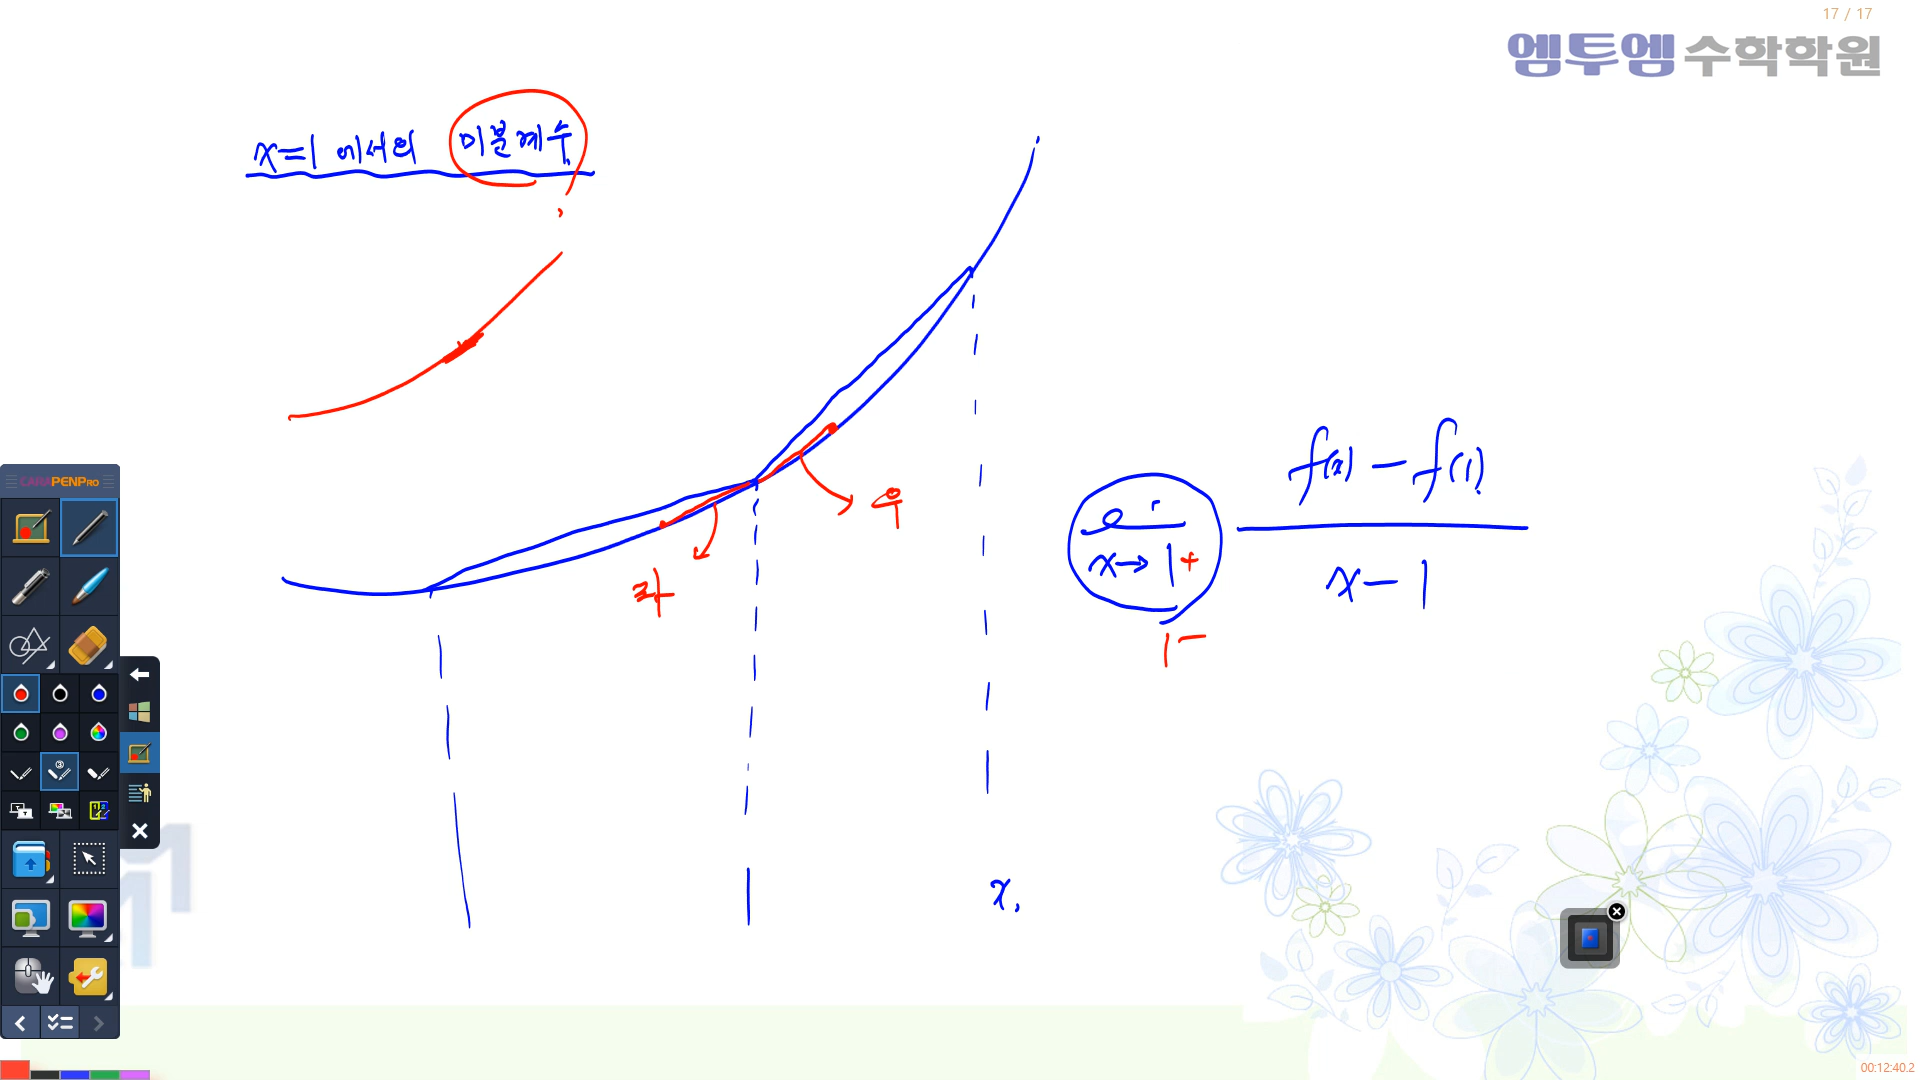 17 / 17
엠투엠 수학학원
x=1 에서의 미분계수
우
좌
lim f(x) - f(1)
x→1+ x-1
1-
x
CARAPENPRO
00:12:40.2